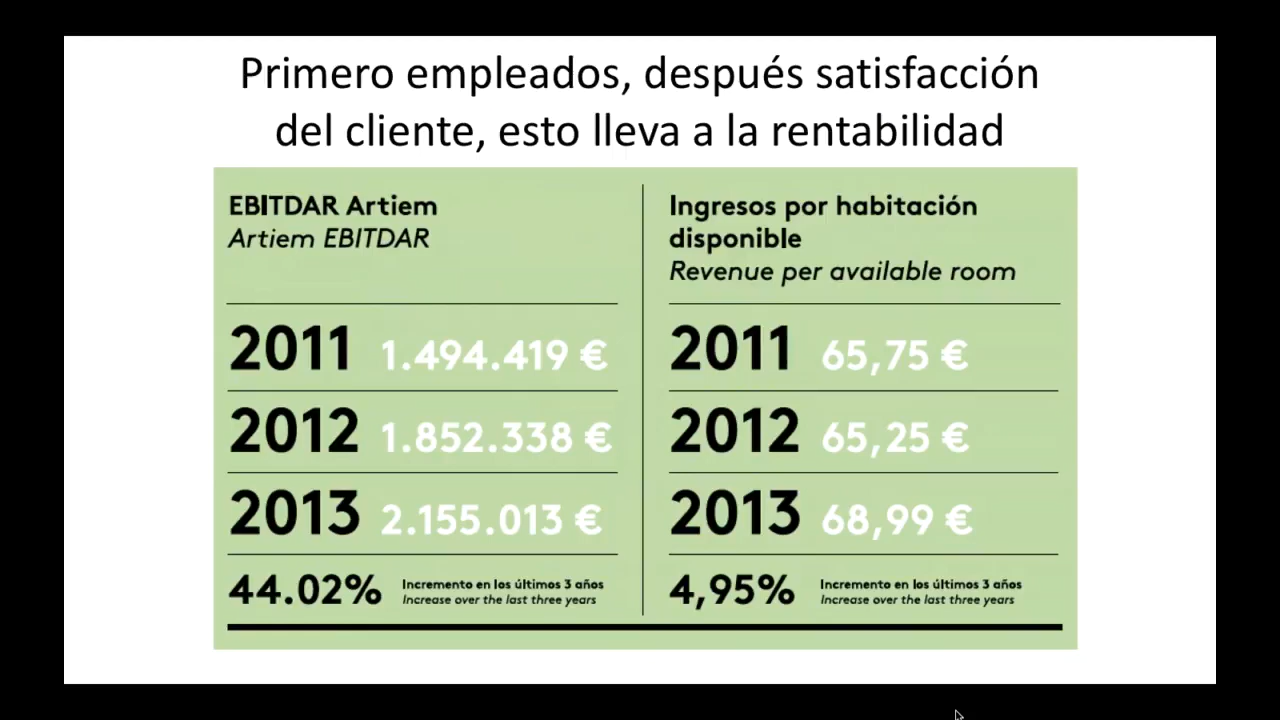 Primero empleados, después satisfacción
del cliente, esto lleva a la rentabilidad
EBITDAR Artiem
Artiem EBITDAR
2011 1.494.419 €
2012 1.852.338 €
2013 2.155.013 €
44.02% Incremento en los últimos 3 años
Increase over the last three years
Ingresos por habitación
disponible
Revenue per available room
2011 65,75 €
2012 65,25 €
2013 68,99 €
4,95% Incremento en los últimos 3 años
Increase over the last three years